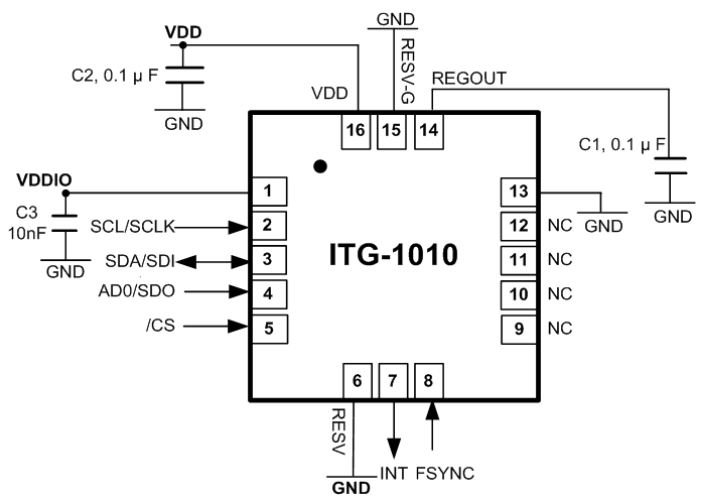 GND
VDD
C2, 0.1 µ F
GND
VDD
RESV-G
REGOUT
16
15
14
C1, 0.1 µ F
GND
VDDIO
C3
10nF
GND
1
SCL/SCLK
2
SDA/SDI
3
AD0/SDO
4
/CS
5
ITG-1010
13
GND
12
NC
11
NC
10
NC
9
NC
6
7
8
RESV
GND
INT
FSYNC